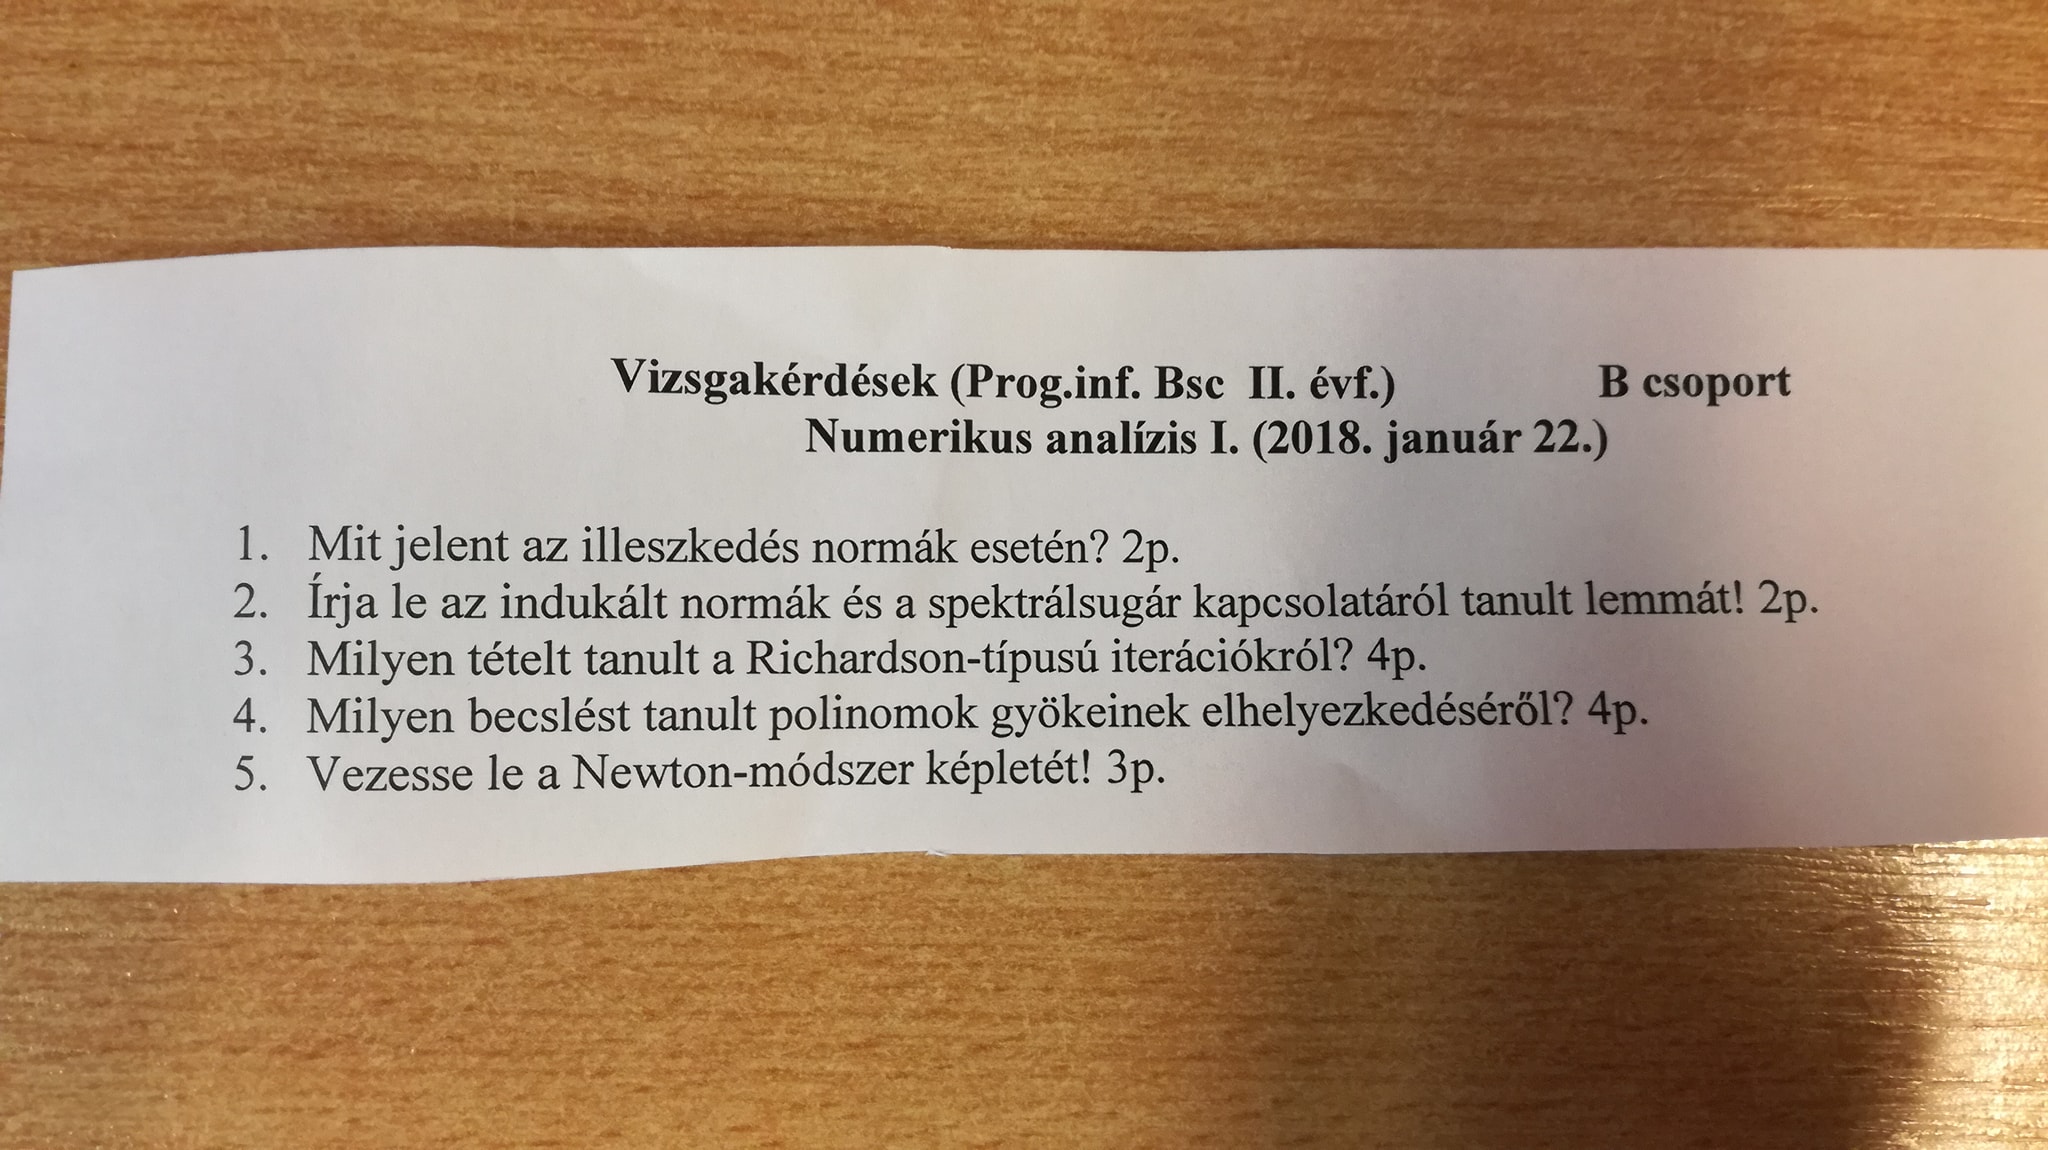 Vizsgakérdések (Prog.inf. Bsc II. évf.) B csoport
Numerikus analízis I. (2018. január 22.)
1. Mit jelent az illeszkedés normák esetén? 2p.
2. Írja le az indukált normák és a spektrálsugár kapcsolatáról tanult lemmát! 2p.
3. Milyen tételt tanult a Richardson-típusú iterációkról? 4p.
4. Milyen becslést tanult polinomok gyökeinek elhelyezkedéséről? 4p.
5. Vezesse le a Newton-módszer képletét! 3p.